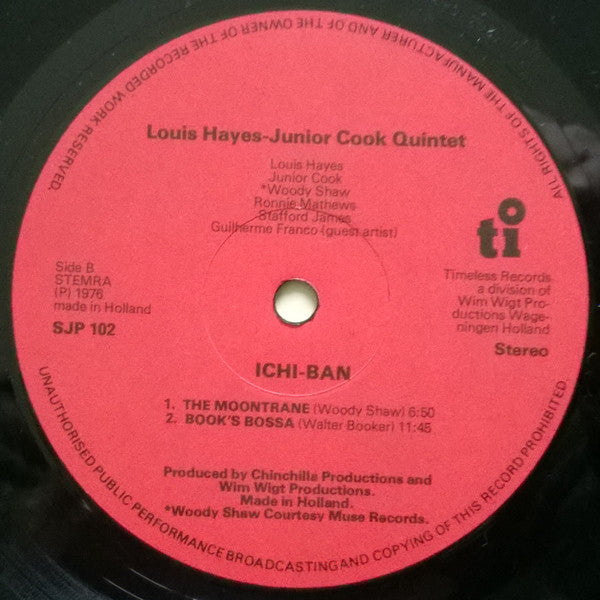 ALL RIGHTS OF THE MANUFACTURER AND OF THE OWNER OF THE RECORDED WORK RESERVED.
Louis Hayes-Junior Cook Quintet
Louis Hayes
Junior Cook
*Woody Shaw
Ronnie Mathews
Stafford James
Guilherme Franco (guest artist)
ti
Side B
STEMRA
(P) 1976
made in Holland
SJP 102
Timeless Records
a division of
Wim Wigt Pro-
ductions Wage-
ningen Holland
Stereo
ICHI-BAN
1. THE MOONTRANE (Woody Shaw) 6:50
2. BOOK'S BOSSA (Walter Booker) 11:45
Produced by Chinchilla Productions and
Wim Wigt Productions.
Made in Holland.
*Woody Shaw Courtesy Muse Records.
UNAUTHORISED PUBLIC PERFORMANCE BROADCASTING AND COPYING OF THIS RECORD PROHIBITED